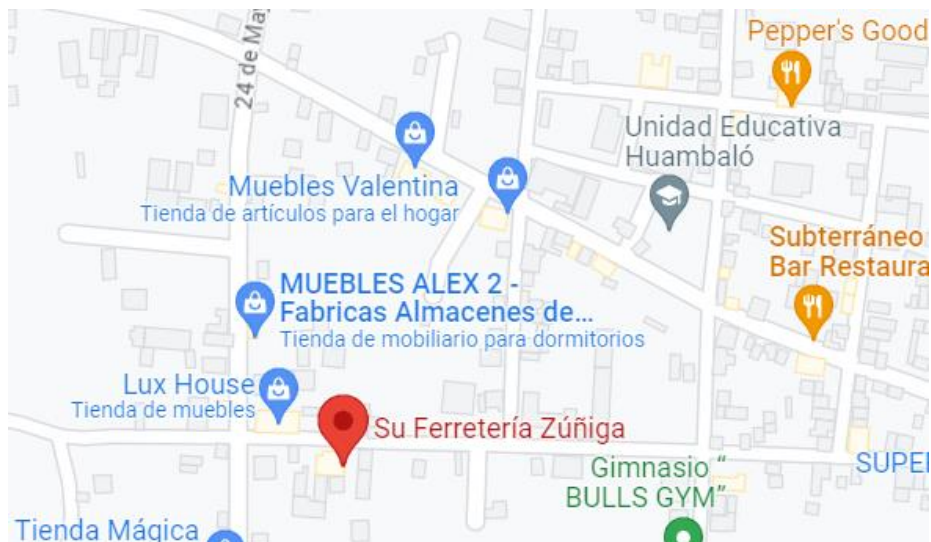 Pepper's Good
24 de May
Unidad Educativa
Huambaló
Muebles Valentina
Tienda de artículos para el hogar
Subterráneo
Bar Restaura
MUEBLES ALEX 2 -
Fabricas Almacenes de...
Tienda de mobiliario para dormitorios
Lux House
Tienda de muebles
Su Ferretería Zúñiga
Gimnasio “
BULLS GYM”
SUPER
Tienda Mágica